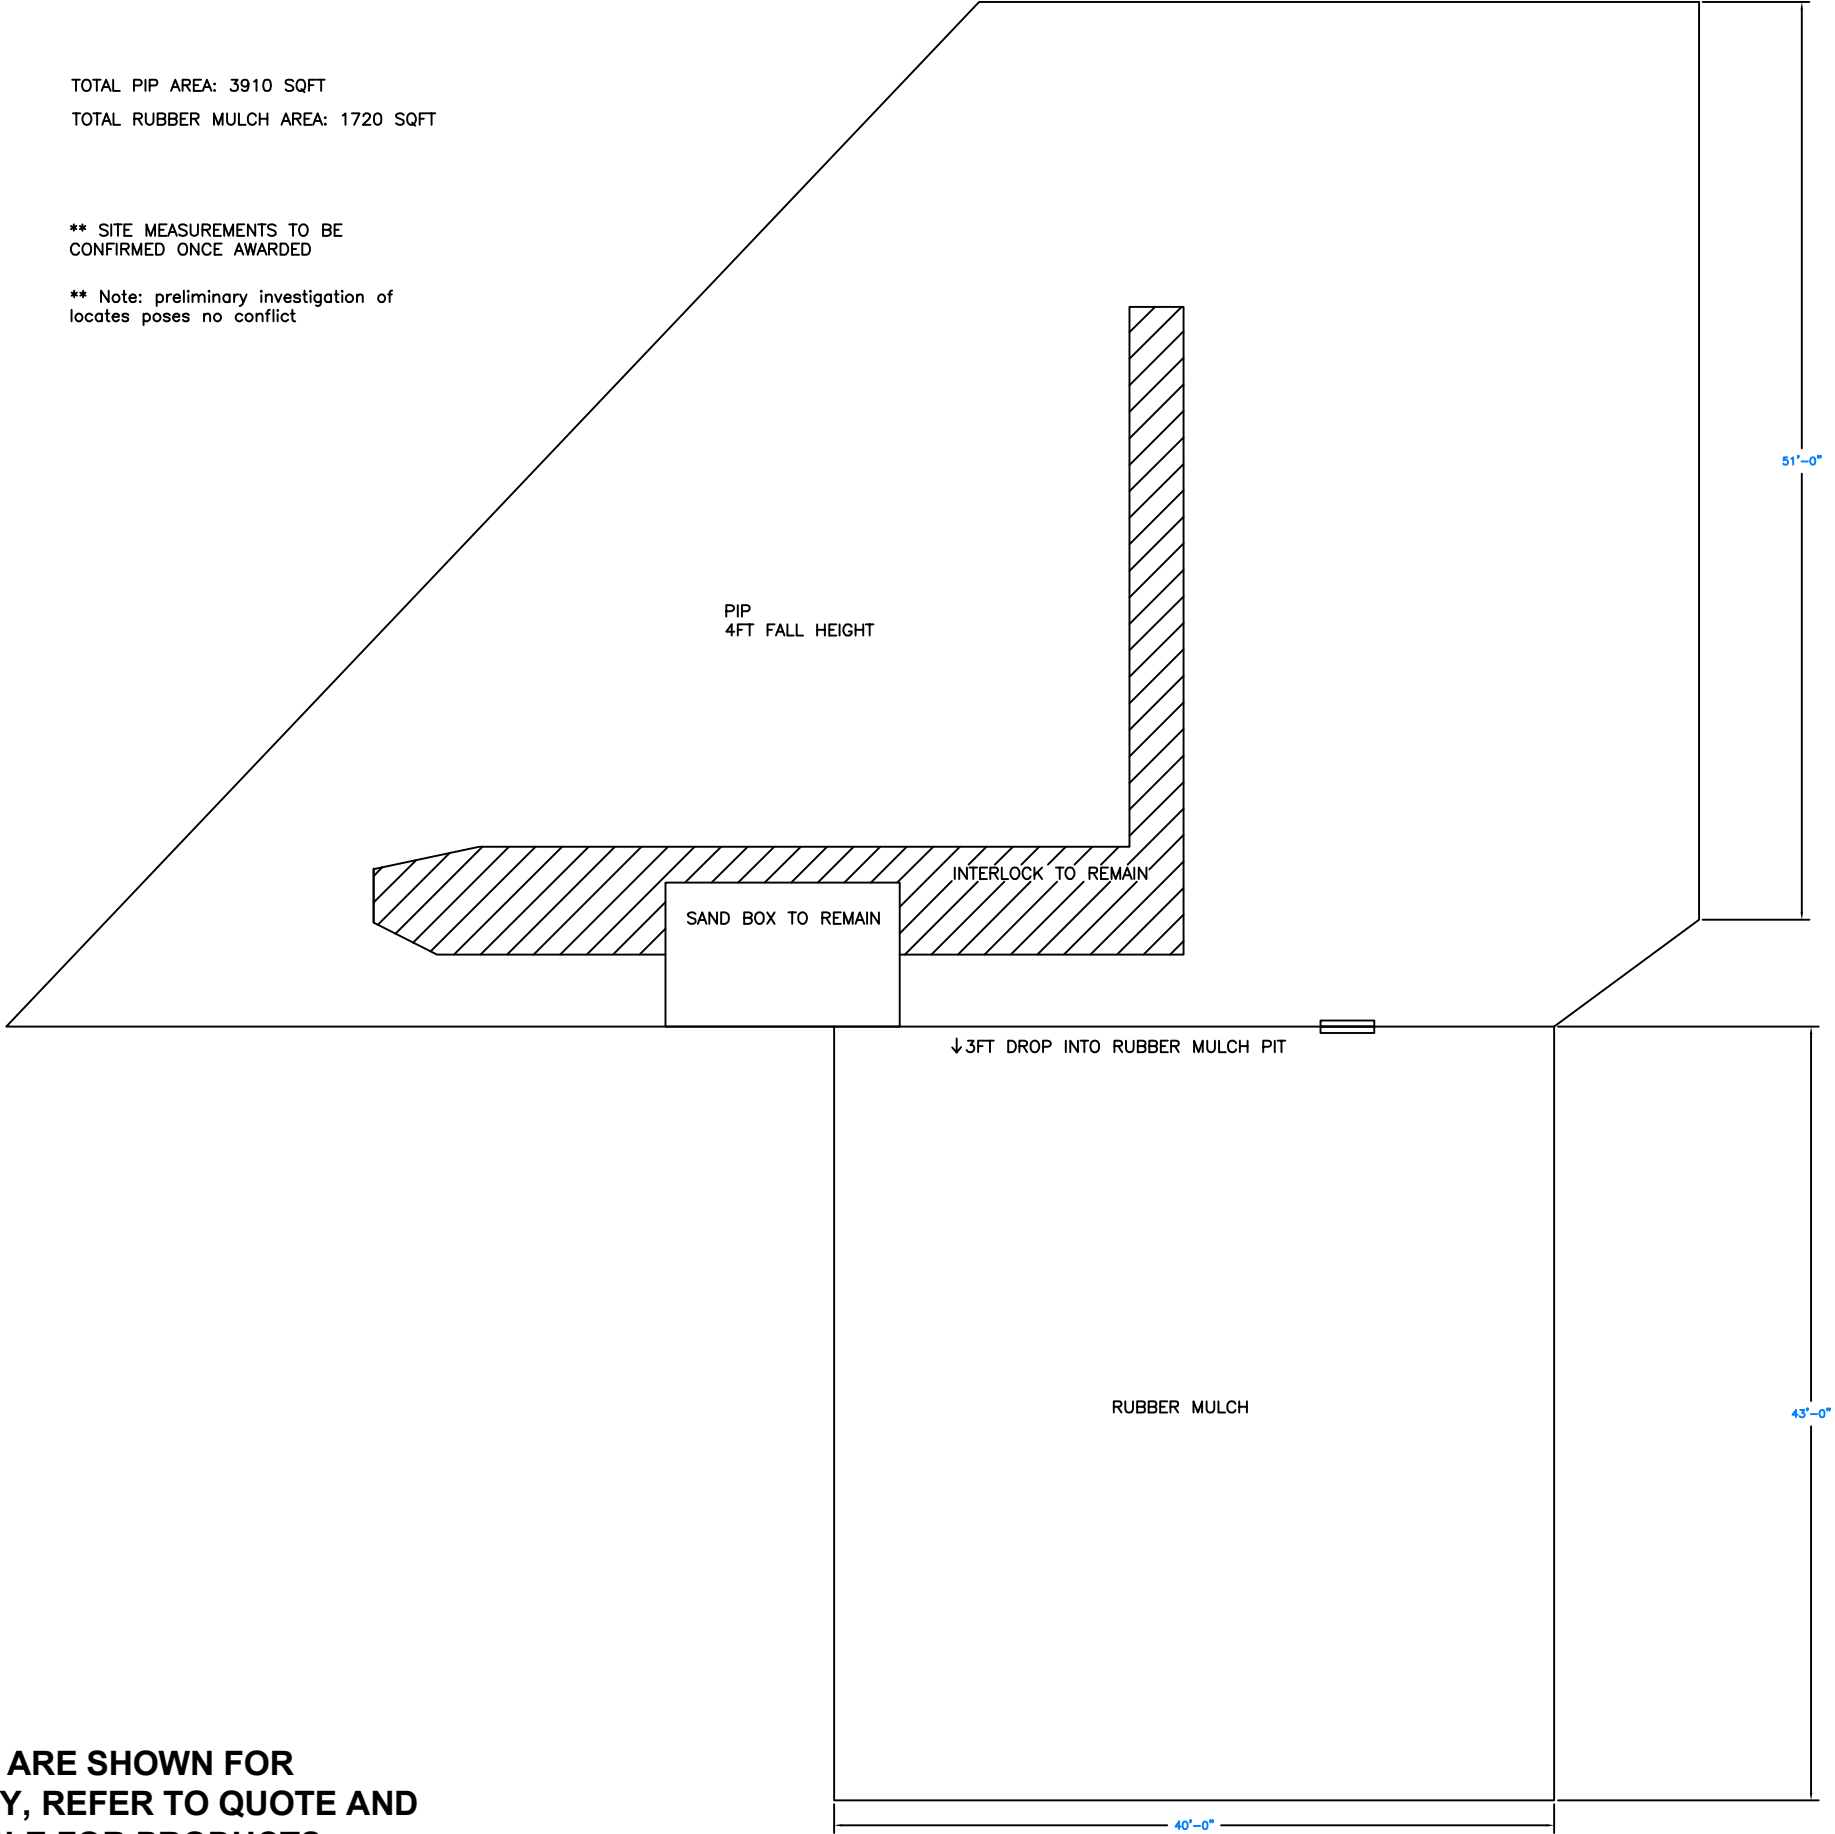 TOTAL PIP AREA: 3910 SQFT
TOTAL RUBBER MULCH AREA: 1720 SQFT
** SITE MEASUREMENTS TO BE
CONFIRMED ONCE AWARDED
** Note: preliminary investigation of
locates poses no conflict
51'-0"
PIP
4FT FALL HEIGHT
INTERLOCK TO REMAIN
SAND BOX TO REMAIN
↓3FT DROP INTO RUBBER MULCH PIT
RUBBER MULCH
43'-0"
ARE SHOWN FOR
Y, REFER TO QUOTE AND
LE FOR PRODUCTS
40'-0"